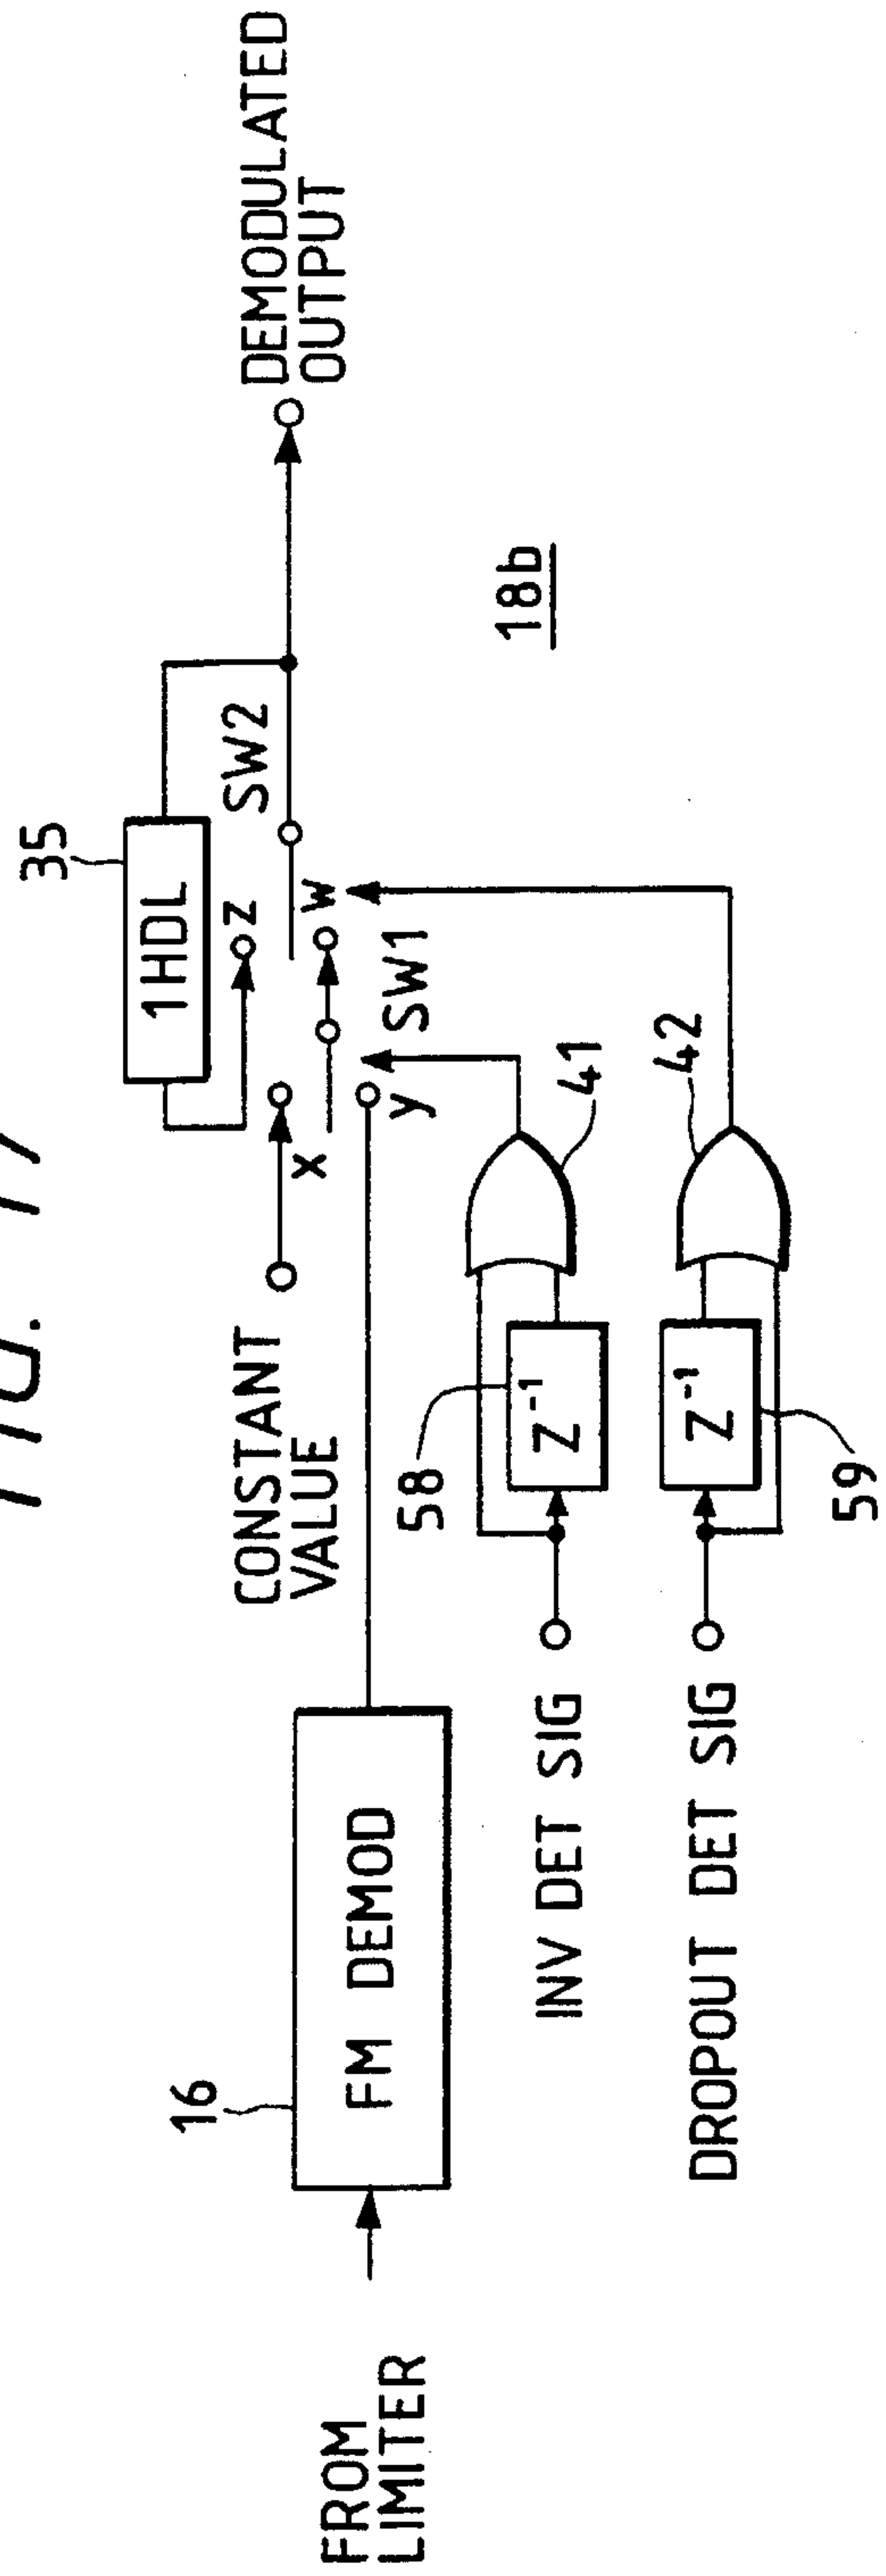 FIG. 17
FROM
LIMITER
16
FM DEMOD
CONSTANT
VALUE
x
y
SW1
35
1HDL
z
w
SW2
DEMODULATED
OUTPUT
18b
INV DET SIG
58
Z⁻¹
41
DROPOUT DET SIG
59
Z⁻¹
42